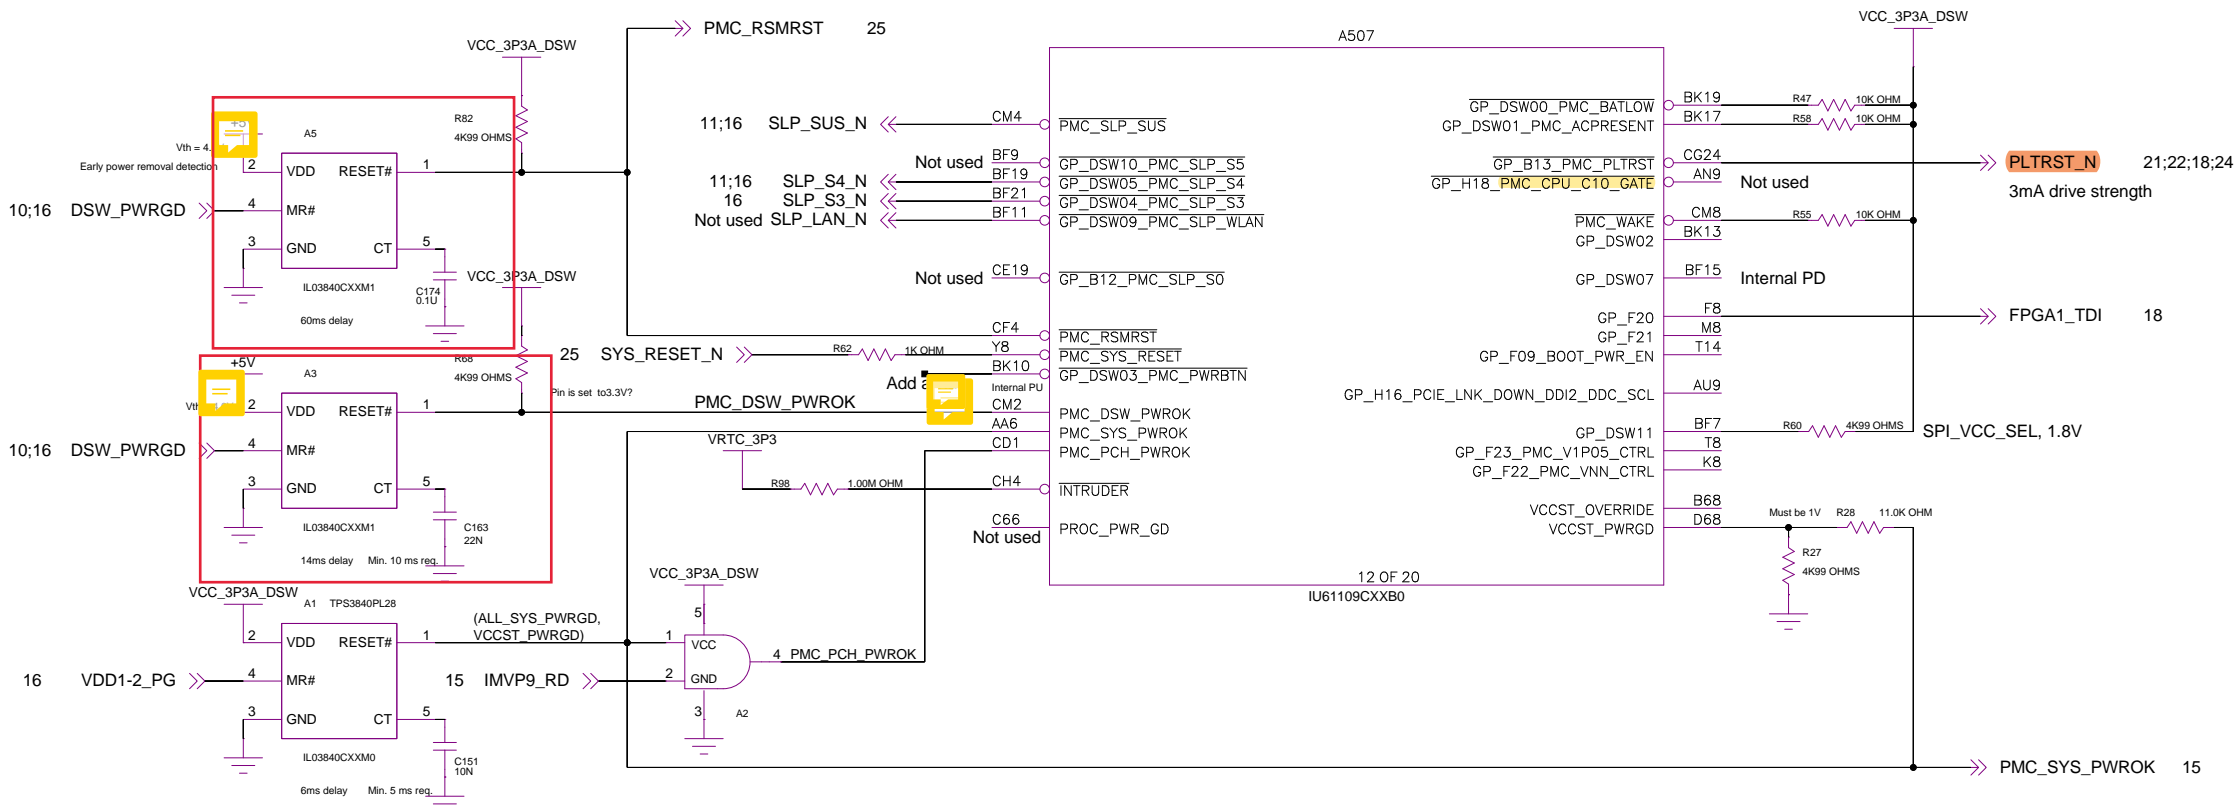 PMC_RSMRST 25
VCC_3P3A_DSW
R82
4K99 OHMS
+5
A5
Vth = 4.
Early power removal detection
2 VDD RESET# 1
10;16 DSW_PWRGD 4 MR#
3 GND CT 5
IL03840CXXM1
C174
0.1U
60ms delay
VCC_3P3A_DSW
R68
4K99 OHMS
+5V
A3
2 VDD RESET# 1
10;16 DSW_PWRGD 4 MR#
3 GND CT 5
IL03840CXXM1
C163
22N
14ms delay Min. 10 ms req.
VCC_3P3A_DSW
A1 TPS3840PL28
2 VDD RESET# 1
16 VDD1-2_PG 4 MR#
3 GND CT 5
IL03840CXXM0
C151
10N
6ms delay Min. 5 ms req.
(ALL_SYS_PWRGD,
VCCST_PWRGD)
15 IMVP9_RD
VCC_3P3A_DSW
5
1 VCC
2 GND
3
A2
4 PMC_PCH_PWROK
A507
11;16 SLP_SUS_N CM4 PMC_SLP_SUS
Not used BF9 GP_DSW10_PMC_SLP_S5
11;16 SLP_S4_N BF19 GP_DSW05_PMC_SLP_S4
16 SLP_S3_N BF21 GP_DSW04_PMC_SLP_S3
Not used SLP_LAN_N BF11 GP_DSW09_PMC_SLP_WLAN
Not used CE19 GP_B12_PMC_SLP_S0
CF4 PMC_RSMRST
25 SYS_RESET_N R62 1K OHM Y8 PMC_SYS_RESET
Add BK10 GP_DSW03_PMC_PWRBTN
Internal PU
Pin is set to3.3V?
PMC_DSW_PWROK CM2 PMC_DSW_PWROK
AA6 PMC_SYS_PWROK
CD1 PMC_PCH_PWROK
VRTC_3P3
R98 1.00M OHM CH4 INTRUDER
C66 PROC_PWR_GD
Not used
12 OF 20
IU61109CXXB0
VCC_3P3A_DSW
GP_DSW00_PMC_BATLOW BK19 R47 10K OHM
GP_DSW01_PMC_ACPRESENT BK17 R58 10K OHM
GP_B13_PMC_PLTRST CG24 PLTRST_N 21;22;18;24
GP_H18_PMC_CPU_C10_GATE AN9 Not used
3mA drive strength
PMC_WAKE CM8 R55 10K OHM
GP_DSW02 BK13
GP_DSW07 BF15 Internal PD
GP_F20 F8 FPGA1_TDI 18
GP_F21 M8
GP_F09_BOOT_PWR_EN T14
GP_H16_PCIE_LNK_DOWN_DDI2_DDC_SCL AU9
GP_DSW11 BF7 R60 4K99 OHMS SPI_VCC_SEL, 1.8V
GP_F23_PMC_V1P05_CTRL T8
GP_F22_PMC_VNN_CTRL K8
VCCST_OVERRIDE B68
VCCST_PWRGD D68 Must be 1V R28 11.0K OHM
R27
4K99 OHMS
PMC_SYS_PWROK 15